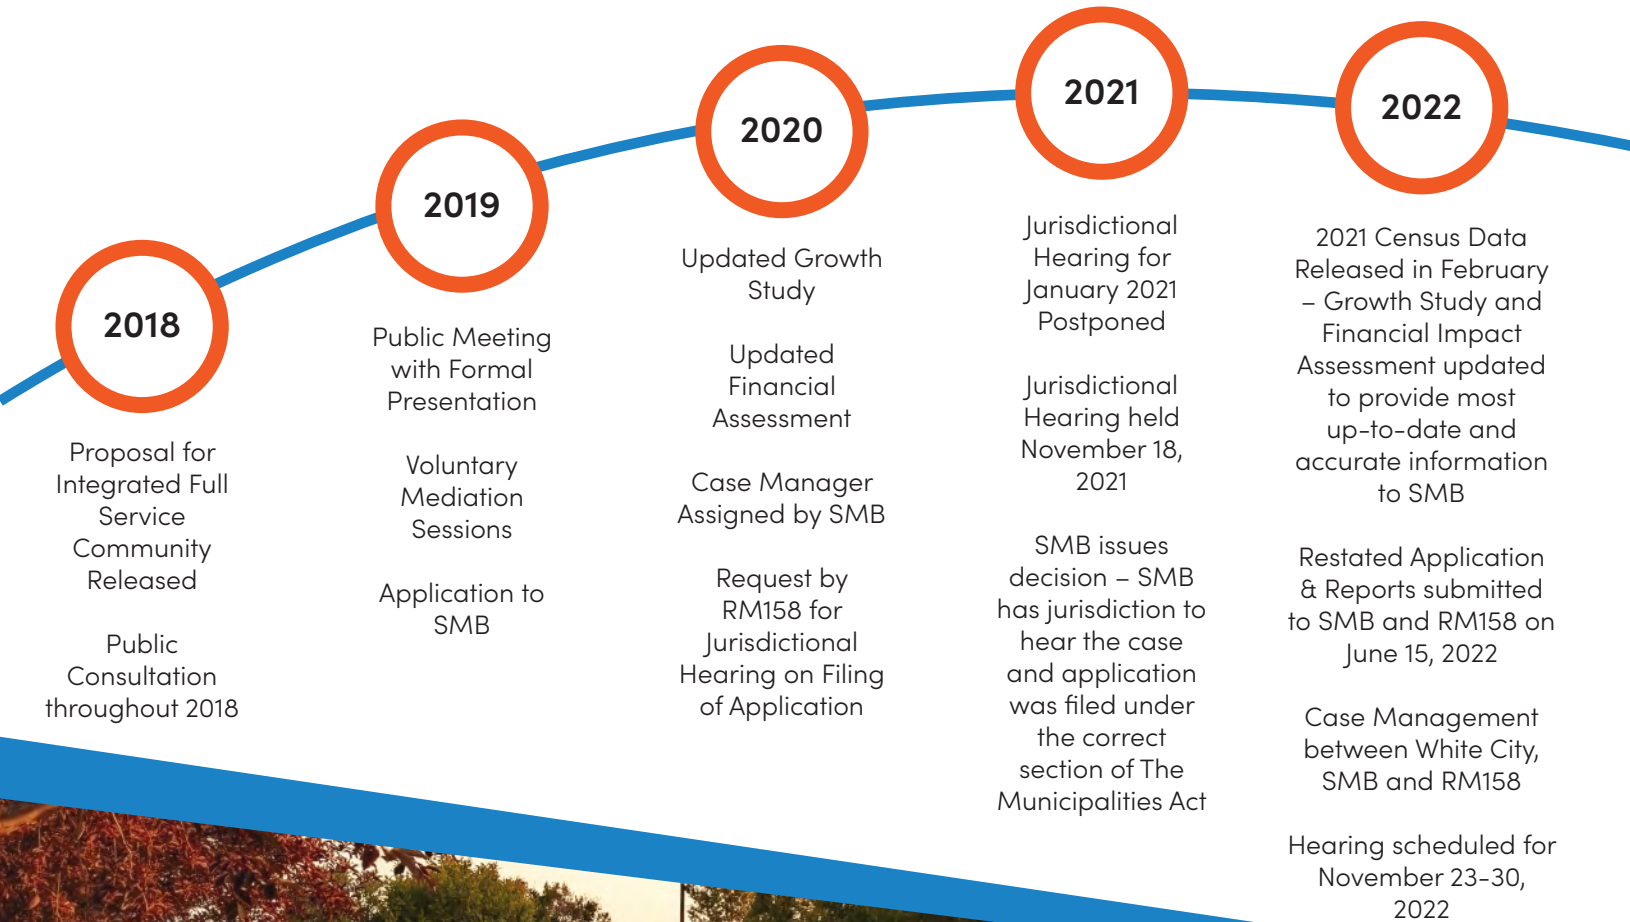 2018
Proposal for
Integrated Full
Service
Community
Released
Public
Consultation
throughout 2018
2019
Public Meeting
with Formal
Presentation
Voluntary
Mediation
Sessions
Application to
SMB
2020
Updated Growth
Study
Updated
Financial
Assessment
Case Manager
Assigned by SMB
Request by
RM158 for
Jurisdictional
Hearing on Filing
of Application
2021
Jurisdictional
Hearing for
January 2021
Postponed
Jurisdictional
Hearing held
November 18,
2021
SMB issues
decision – SMB
has jurisdiction to
hear the case
and application
was filed under
the correct
section of The
Municipalities Act
2022
2021 Census Data
Released in February
– Growth Study and
Financial Impact
Assessment updated
to provide most
up-to-date and
accurate information
to SMB
Restated Application
& Reports submitted
to SMB and RM158 on
June 15, 2022
Case Management
between White City,
SMB and RM158
Hearing scheduled for
November 23-30,
2022